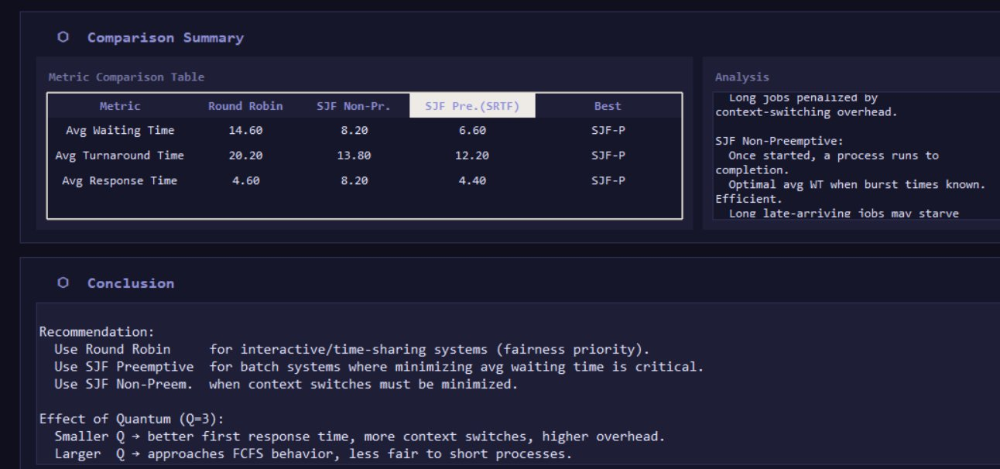 Comparison Summary
Metric Comparison Table
Metric Round Robin SJF Non-Pr. SJF Pre.(SRTF) Best
Avg Waiting Time 14.60 8.20 6.60 SJF-P
Avg Turnaround Time 20.20 13.80 12.20 SJF-P
Avg Response Time 4.60 8.20 4.40 SJF-P
Analysis
Long jobs penalized by
context-switching overhead.
SJF Non-Preemptive:
Once started, a process runs to
completion.
Optimal avg WT when burst times known.
Efficient.
Long late-arriving jobs may starve
Conclusion
Recommendation:
Use Round Robin for interactive/time-sharing systems (fairness priority).
Use SJF Preemptive for batch systems where minimizing avg waiting time is critical.
Use SJF Non-Preem. when context switches must be minimized.
Effect of Quantum (Q=3):
Smaller Q → better first response time, more context switches, higher overhead.
Larger Q → approaches FCFS behavior, less fair to short processes.